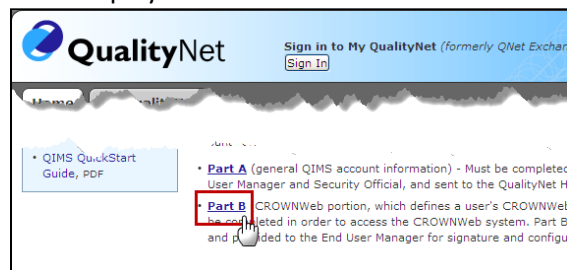 QualityNet
Sign in to My QualityNet (formerly QNet Exchan
Sign In
Home
• QIMS QuickStart
Guide, PDF
• Part A (general QIMS account information) - Must be completed
User Manager and Security Official, and sent to the QualityNet H
• Part B (CROWNWeb portion, which defines a user's CROWNWeb
be completed in order to access the CROWNWeb system. Part B
and provided to the End User Manager for signature and configu